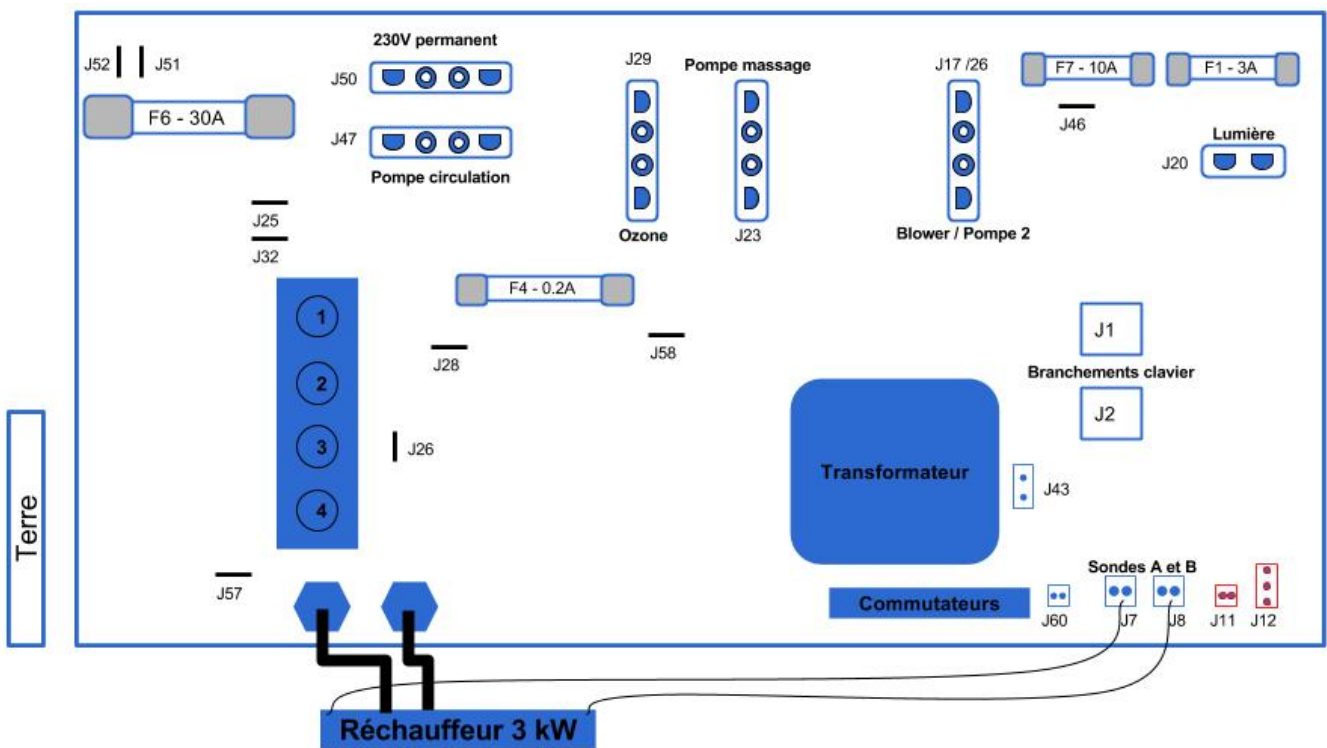 230V permanent
J52
J51
J50
F6 - 30A
J47
Pompe circulation
J29
Pompe massage
J17 /26
F7 - 10A
F1 - 3A
J46
Lumière
J20
Ozone
J23
Blower / Pompe 2
J25
J32
F4 - 0.2A
1
2
3
4
J28
J58
J26
J1
Branchements clavier
J2
Transformateur
J43
Terre
J57
Sondes A et B
Commutateurs
J60
J7
J8
J11
J12
Réchauffeur 3 kW